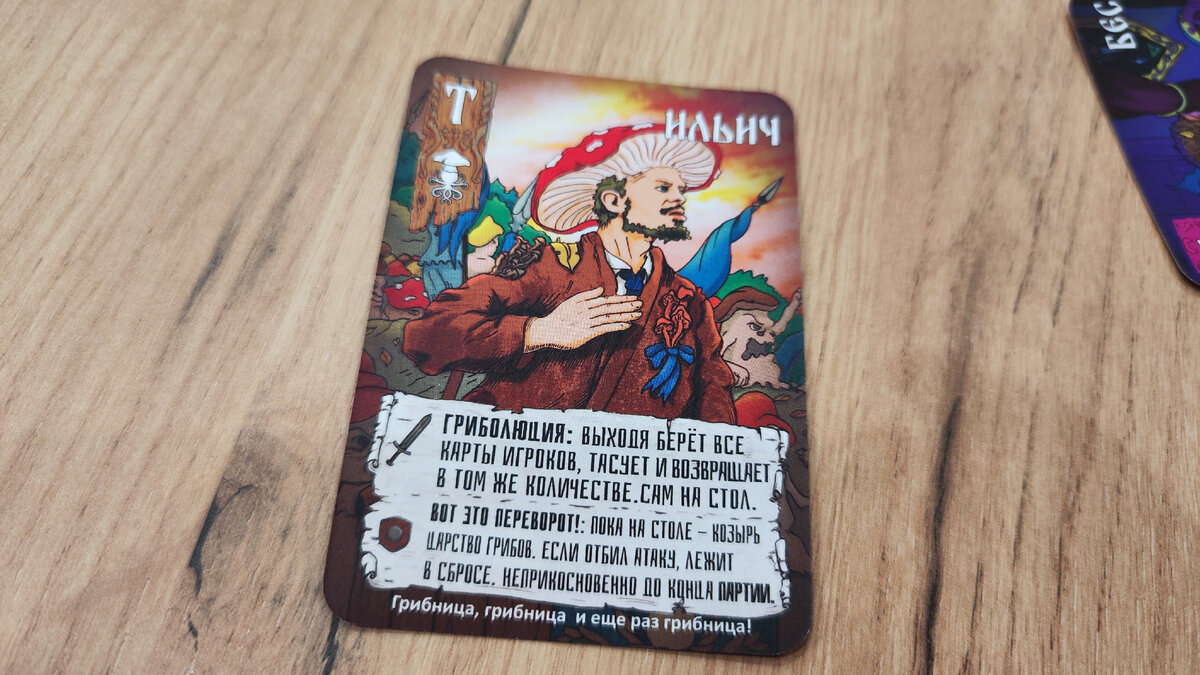 Т
ИЛЬИЧ
ГРИБОЛЮЦИЯ: ВЫХОДЯ БЕРЁТ ВСЕ
КАРТЫ ИГРОКОВ, ТАСУЕТ И ВОЗВРАЩАЕТ
В ТОМ ЖЕ КОЛИЧЕСТВЕ.САМ НА СТОЛ.
ВОТ ЭТО ПЕРЕВОРОТ!: ПОКА НА СТОЛЕ – КОЗЫРЬ
ЦАРСТВО ГРИБОВ. ЕСЛИ ОТБИЛ АТАКУ, ЛЕЖИТ
В СБРОСЕ. НЕПРИКОСНОВЕННО ДО КОНЦА ПАРТИИ.
Грибница, грибница и еще раз грибница!